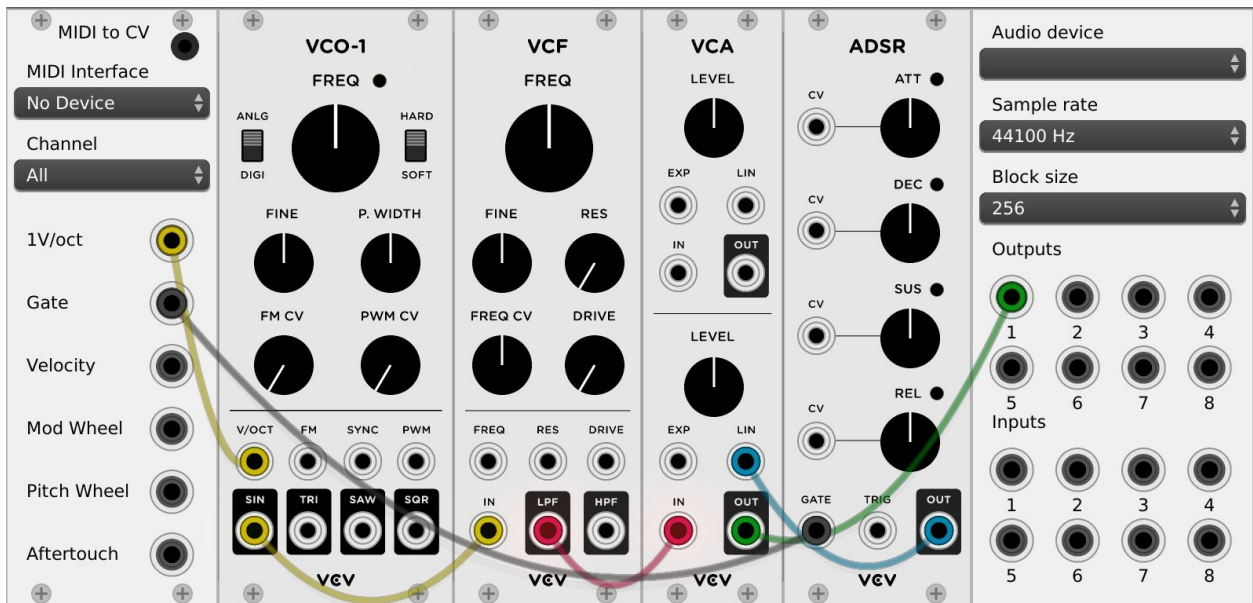 MIDI to CV
MIDI Interface
No Device
Channel
All
1V/oct
Gate
Velocity
Mod Wheel
Pitch Wheel
Aftertouch
VCO-1
FREQ
ANLG
HARD
DIGI
SOFT
FINE P. WIDTH
FM CV PWM CV
V/OCT FM SYNC PWM
SIN TRI SAW SQR
VCV
VCF
FREQ
FINE RES
FREQ CV DRIVE
FREQ RES DRIVE
IN LPF HPF
VCV
VCA
LEVEL
EXP LIN
IN OUT
LEVEL
EXP LIN
IN OUT
VCV
ADSR
ATT
CV
DEC
CV
SUS
CV
REL
CV
GATE TRIG OUT
VCV
Audio device
Sample rate
44100 Hz
Block size
256
Outputs
1 2 3 4
5 6 7 8
Inputs
1 2 3 4
5 6 7 8